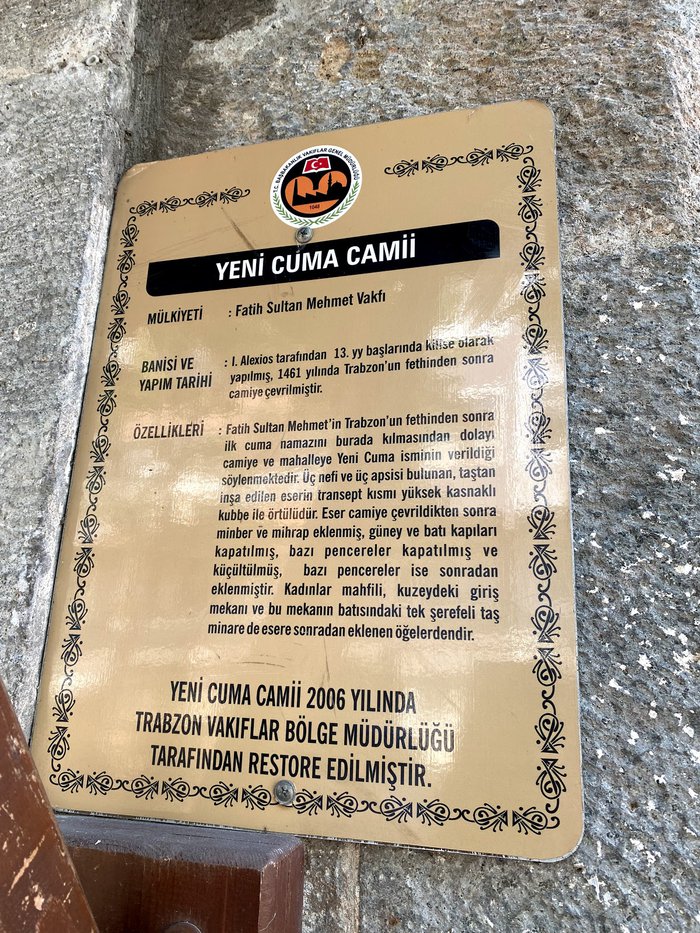 T.C. BAŞBAKANLIK VAKIFLAR GENEL MÜDÜRLÜĞÜ
1048
YENİ CUMA CAMİİ
MÜLKİYETİ : Fatih Sultan Mehmet Vakfı
BANİSİ VE : I. Alexios tarafından 13. yy başlarında kilise olarak
YAPIM TARİHİ yapılmış, 1461 yılında Trabzon'un fethinden sonra
camiye çevrilmiştir.
ÖZELLİKLERİ : Fatih Sultan Mehmet'in Trabzon'un fethinden sonra
ilk cuma namazını burada kılmasından dolayı
camiye ve mahalleye Yeni Cuma isminin verildiği
söylenmektedir. Üç nefi ve üç apsisi bulunan, taştan
inşa edilen eserin transept kısmı yüksek kasnaklı
kubbe ile örtülüdür. Eser camiye çevrildikten sonra
minber ve mihrap eklenmiş, güney ve batı kapıları
kapatılmış, bazı pencereler kapatılmış ve
küçültülmüş, bazı pencereler ise sonradan
eklenmiştir. Kadınlar mahfili, kuzeydeki giriş
mekanı ve bu mekanın batısındaki tek şerefeli taş
minare de esere sonradan eklenen öğelerdendir.
YENİ CUMA CAMİİ 2006 YILINDA
TRABZON VAKIFLAR BÖLGE MÜDÜRLÜĞÜ
TARAFINDAN RESTORE EDİLMİŞTİR.